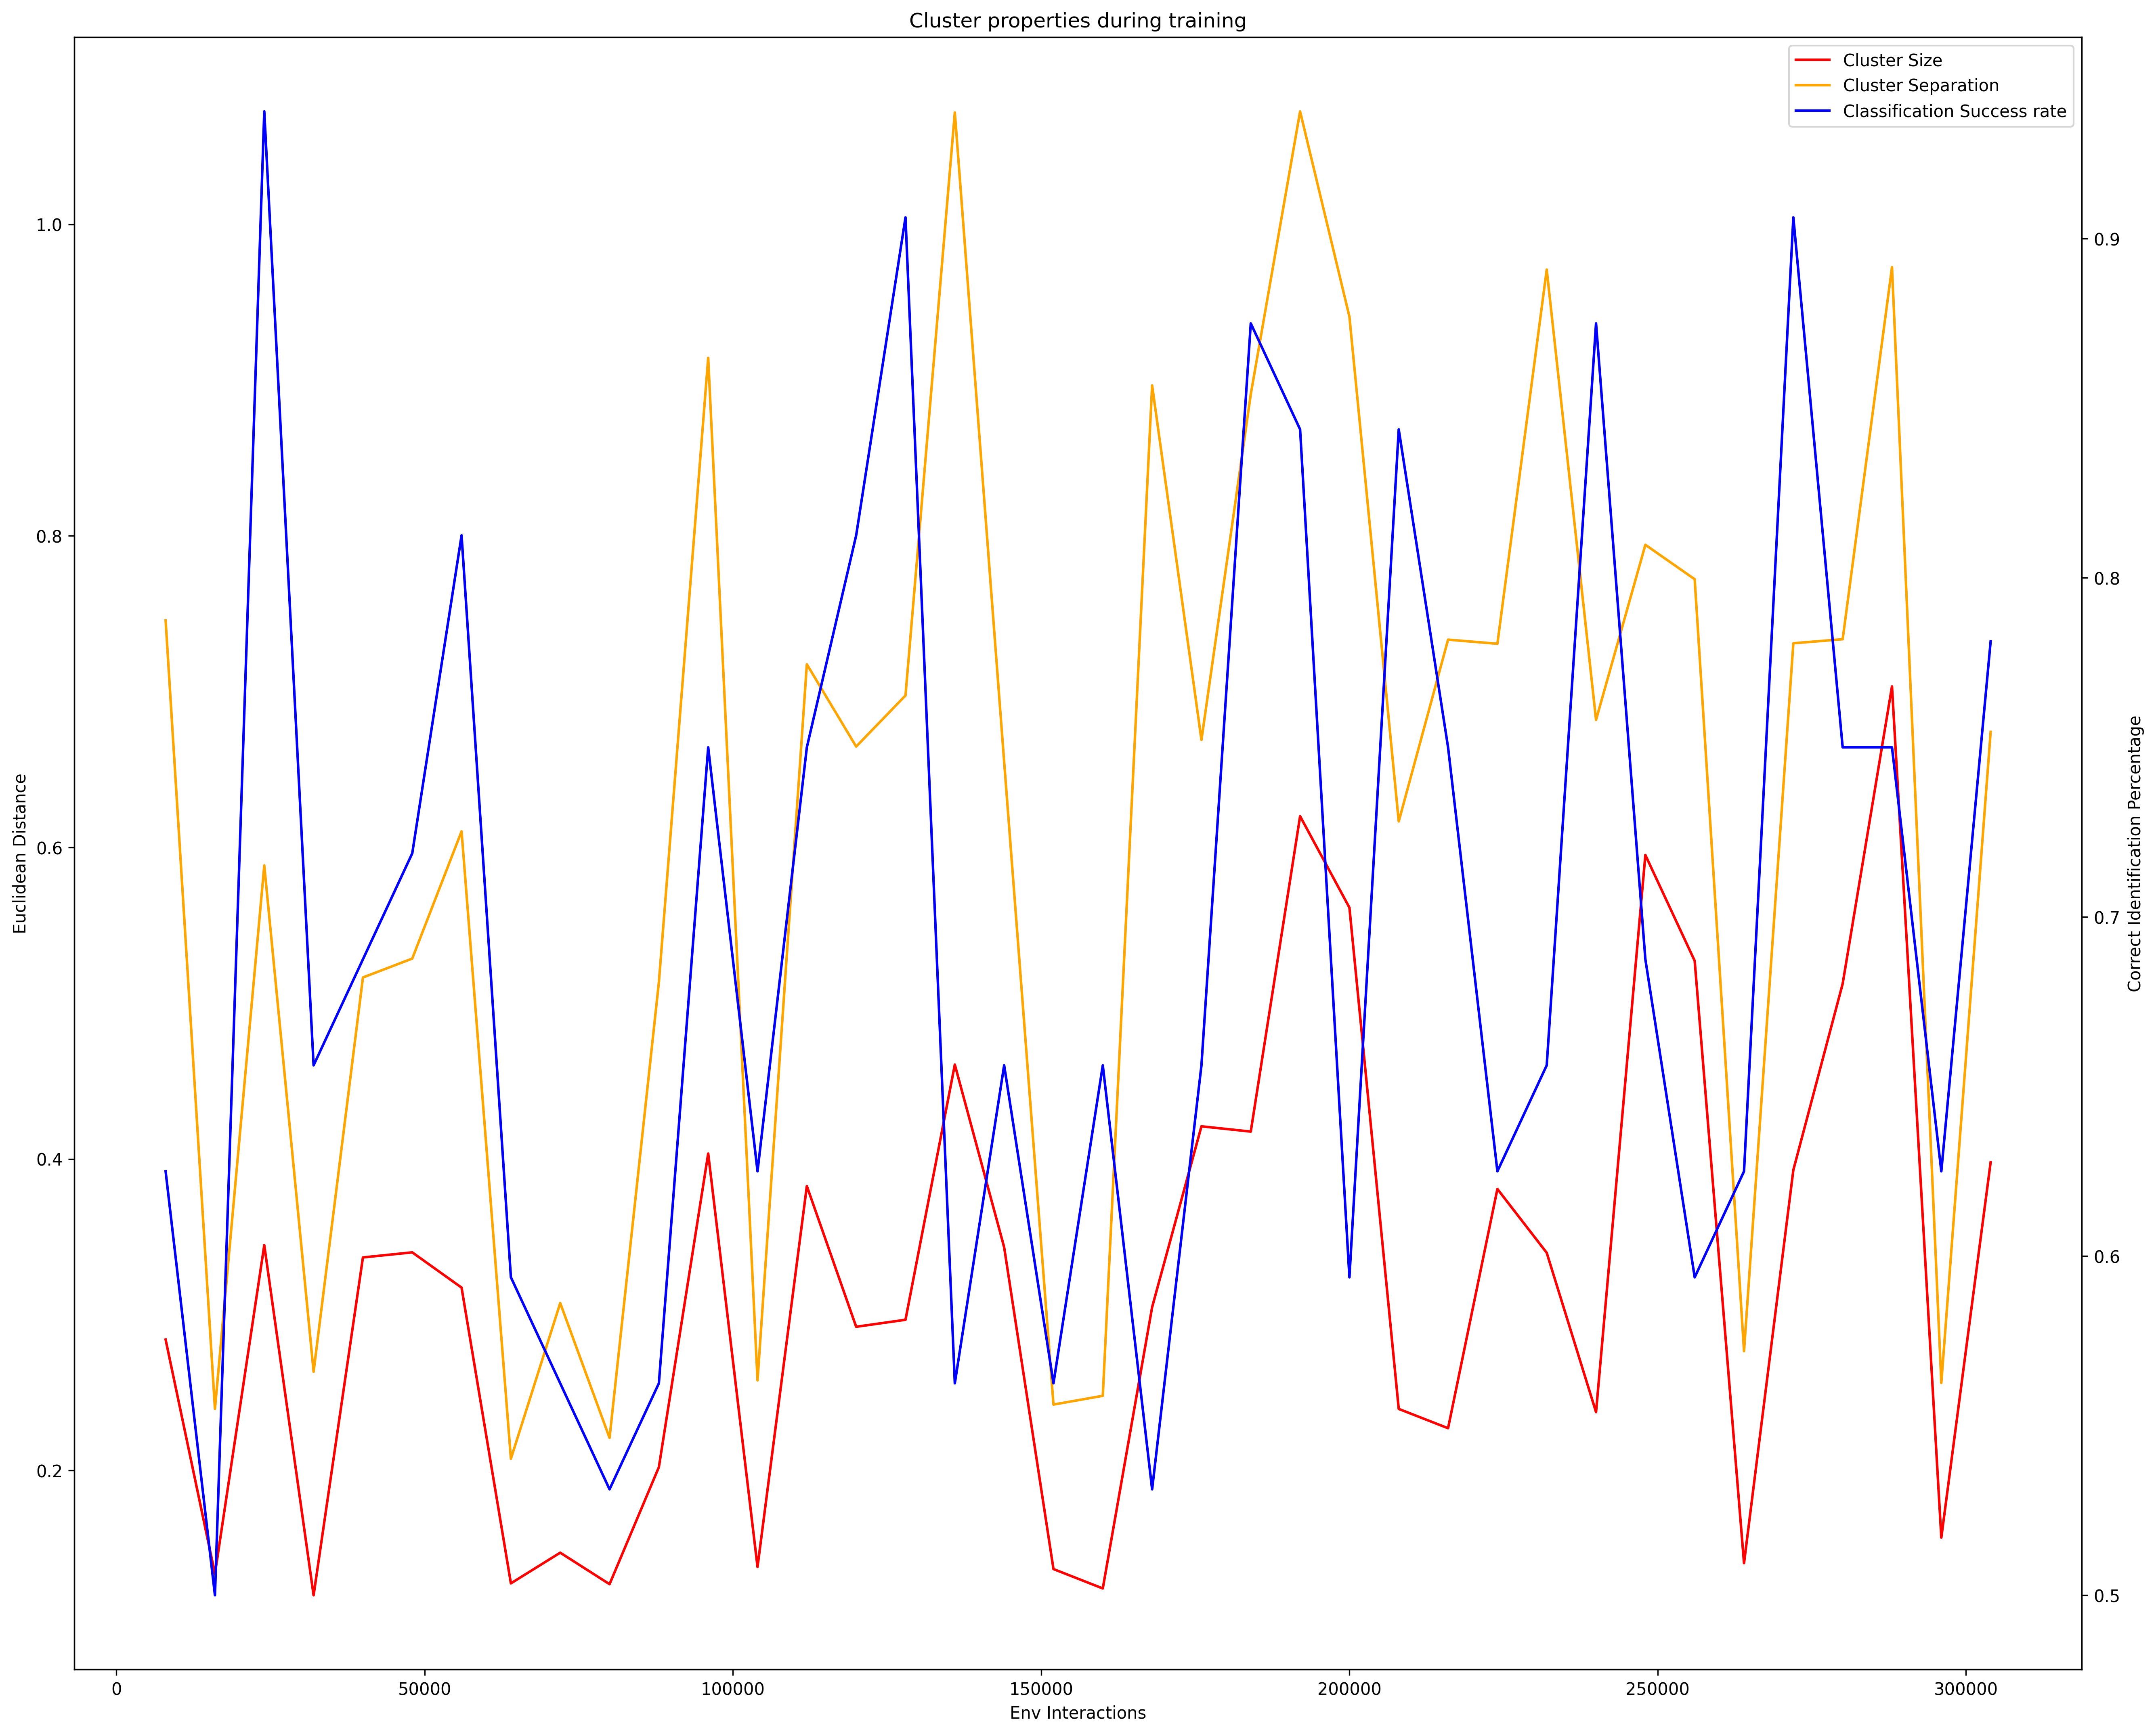 Cluster properties during training
Cluster Size
Cluster Separation
Classification Success rate
1.0
0.8
0.6
0.4
0.2
Euclidean Distance
0.9
0.8
0.7
0.6
0.5
Correct Identification Percentage
0
50000
100000
150000
200000
250000
300000
Env Interactions